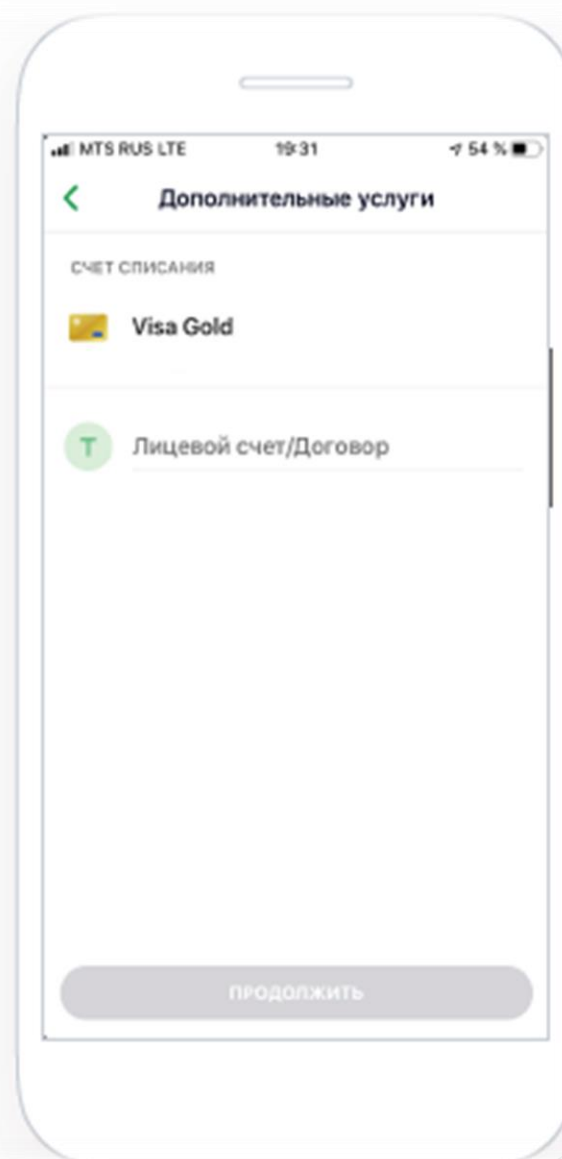 MTS RUS LTE 19:31 54 %
Дополнительные услуги
СЧЕТ СПИСАНИЯ
Visa Gold
Т Лицевой счет/Договор
ПРОДОЛЖИТЬ